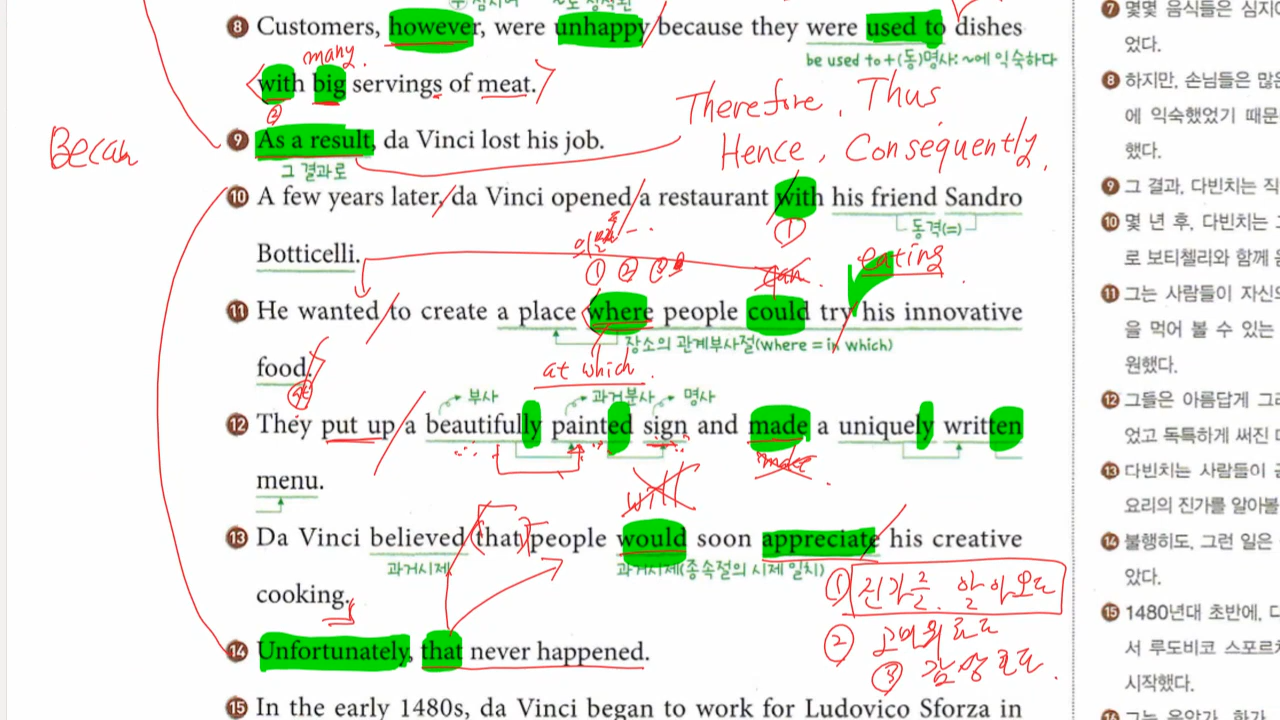 ~도 장식된
⑧ Customers, however, were unhappy because they were used to dishes
be used to+(동)명사: ~에 익숙하다
many
with big servings of meat.
②
Therefore, Thus
⑨ As a result, da Vinci lost his job.
그 결과로
Becau
Hence, Consequently.
⑩ A few years later, da Vinci opened a restaurant with his friend Sandro
동격(=)
①
Botticelli.
① ② ③
can
eating
⑪ He wanted to create a place where people could try his innovative
장소의 관계부사절(where = in which)
food.
at which
부사 과거분사 명사
⑫ They put up a beautifully painted sign and made a uniquely written
make
menu.
will
⑬ Da Vinci believed that people would soon appreciate his creative
과거시제 과거시제(종속절의 시제 일치)
cooking.
① 진가를 알아보다
② 고마워하다
③ 감상하다
⑭ Unfortunately, that never happened.
⑮ In the early 1480s, da Vinci began to work for Ludovico Sforza in
⑦ 몇몇 음식들은 심지어
었다.
⑧ 하지만, 손님들은 많은
에 익숙했었기 때문
했다.
⑨ 그 결과, 다빈치는 직
⑩ 몇 년 후, 다빈치는
로 보티첼리와 함께
⑪ 그는 사람들이 자신의
을 먹어 볼 수 있는
원했다.
⑫ 그들은 아름답게 그려
었고 독특하게 써진
⑬ 다빈치는 사람들이
요리의 진가를 알아볼
⑭ 불행히도, 그런 일은
았다.
⑮ 1480년대 초반에, 다
서 루도비코 스포르차
시작했다.